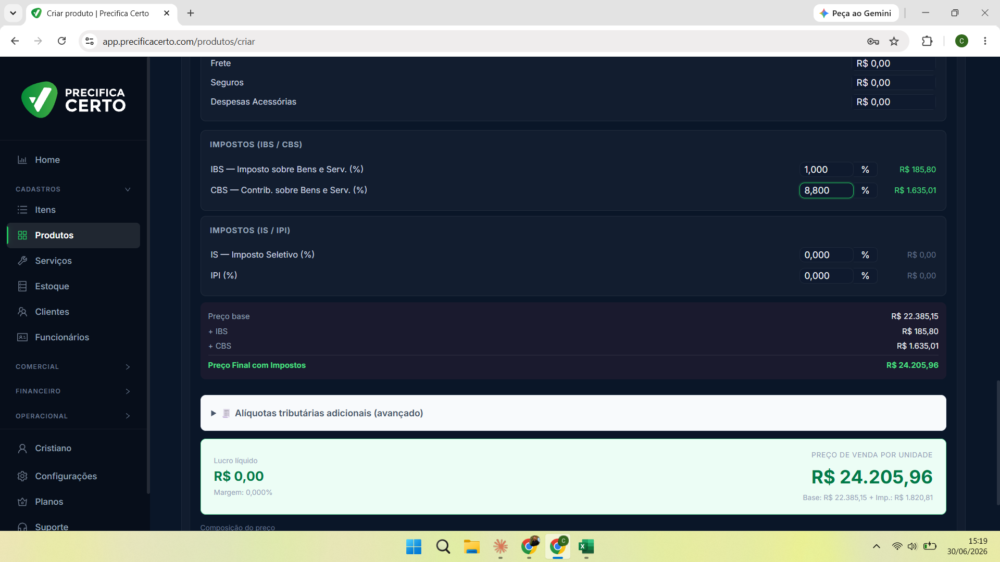 Criar produto | Precifica Certo
Peça ao Gemini
app.precificacerto.com/produtos/criar
C
PRECIFICA
CERTO
Home
CADASTROS
Itens
Produtos
Serviços
Estoque
Clientes
Funcionários
COMERCIAL
FINANCEIRO
OPERACIONAL
Cristiano
Configurações
Planos
Suporte
Frete R$ 0,00
Seguros R$ 0,00
Despesas Acessórias R$ 0,00
IMPOSTOS (IBS / CBS)
IBS — Imposto sobre Bens e Serv. (%) 1,000 % R$ 185,80
CBS — Contrib. sobre Bens e Serv. (%) 8,800 % R$ 1.635,01
IMPOSTOS (IS / IPI)
IS — Imposto Seletivo (%) 0,000 % R$ 0,00
IPI (%) 0,000 % R$ 0,00
Preço base R$ 22.385,15
+ IBS R$ 185,80
+ CBS R$ 1.635,01
Preço Final com Impostos R$ 24.205,96
Alíquotas tributárias adicionais (avançado)
Lucro líquido
R$ 0,00
Margem: 0,000%
PREÇO DE VENDA POR UNIDADE
R$ 24.205,96
Base: R$ 22.385,15 + Imp.: R$ 1.820,81
Composição do preço
C
X
15:19
30/06/2026